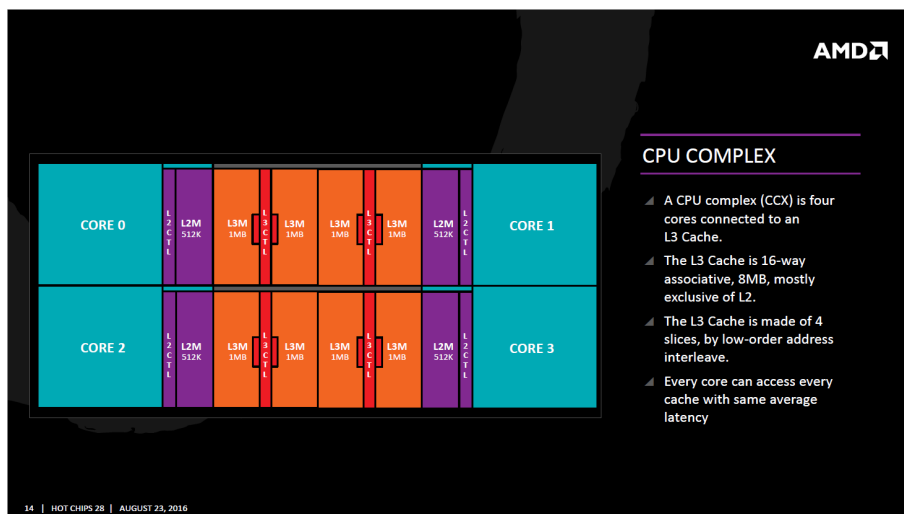 AMD
CPU COMPLEX
A CPU complex (CCX) is four
cores connected to an
L3 Cache.
The L3 Cache is 16-way
associative, 8MB, mostly
exclusive of L2.
The L3 Cache is made of 4
slices, by low-order address
interleave.
Every core can access every
cache with same average
latency
CORE 0
L2CTL
L2M
512K
L3M
1MB
L3CTL
L3M
1MB
L3M
1MB
L3CTL
L3M
1MB
L2M
512K
L2CTL
CORE 1
CORE 2
L2CTL
L2M
512K
L3M
1MB
L3CTL
L3M
1MB
L3M
1MB
L3CTL
L3M
1MB
L2M
512K
L2CTL
CORE 3
14 | HOT CHIPS 28 | AUGUST 23, 2016